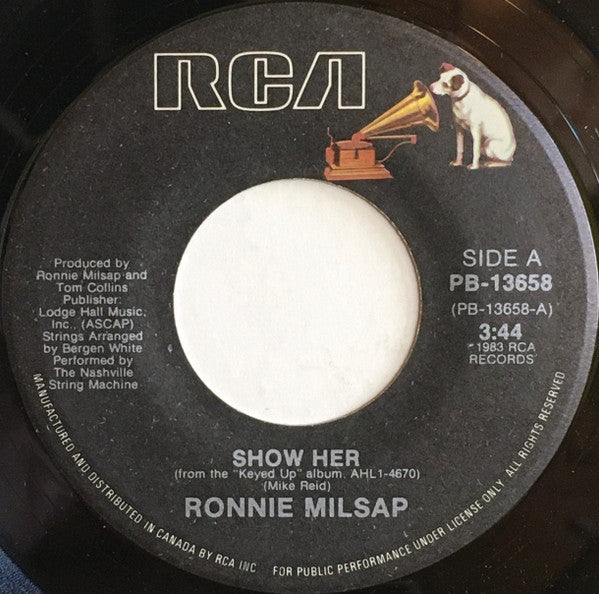 RCA
Produced by
Ronnie Milsap and
Tom Collins
Publisher:
Lodge Hall Music,
Inc., (ASCAP)
Strings Arranged
by Bergen White
Performed by
The Nashville
String Machine
SIDE A
PB-13658
(PB-13658-A)
3:44
℗1983 RCA
RECORDS
SHOW HER
(from the "Keyed Up" album. AHL1-4670)
(Mike Reid)
RONNIE MILSAP
MANUFACTURED AND DISTRIBUTED IN CANADA BY RCA INC FOR PUBLIC PERFORMANCE UNDER LICENSE ONLY. ALL RIGHTS RESERVED